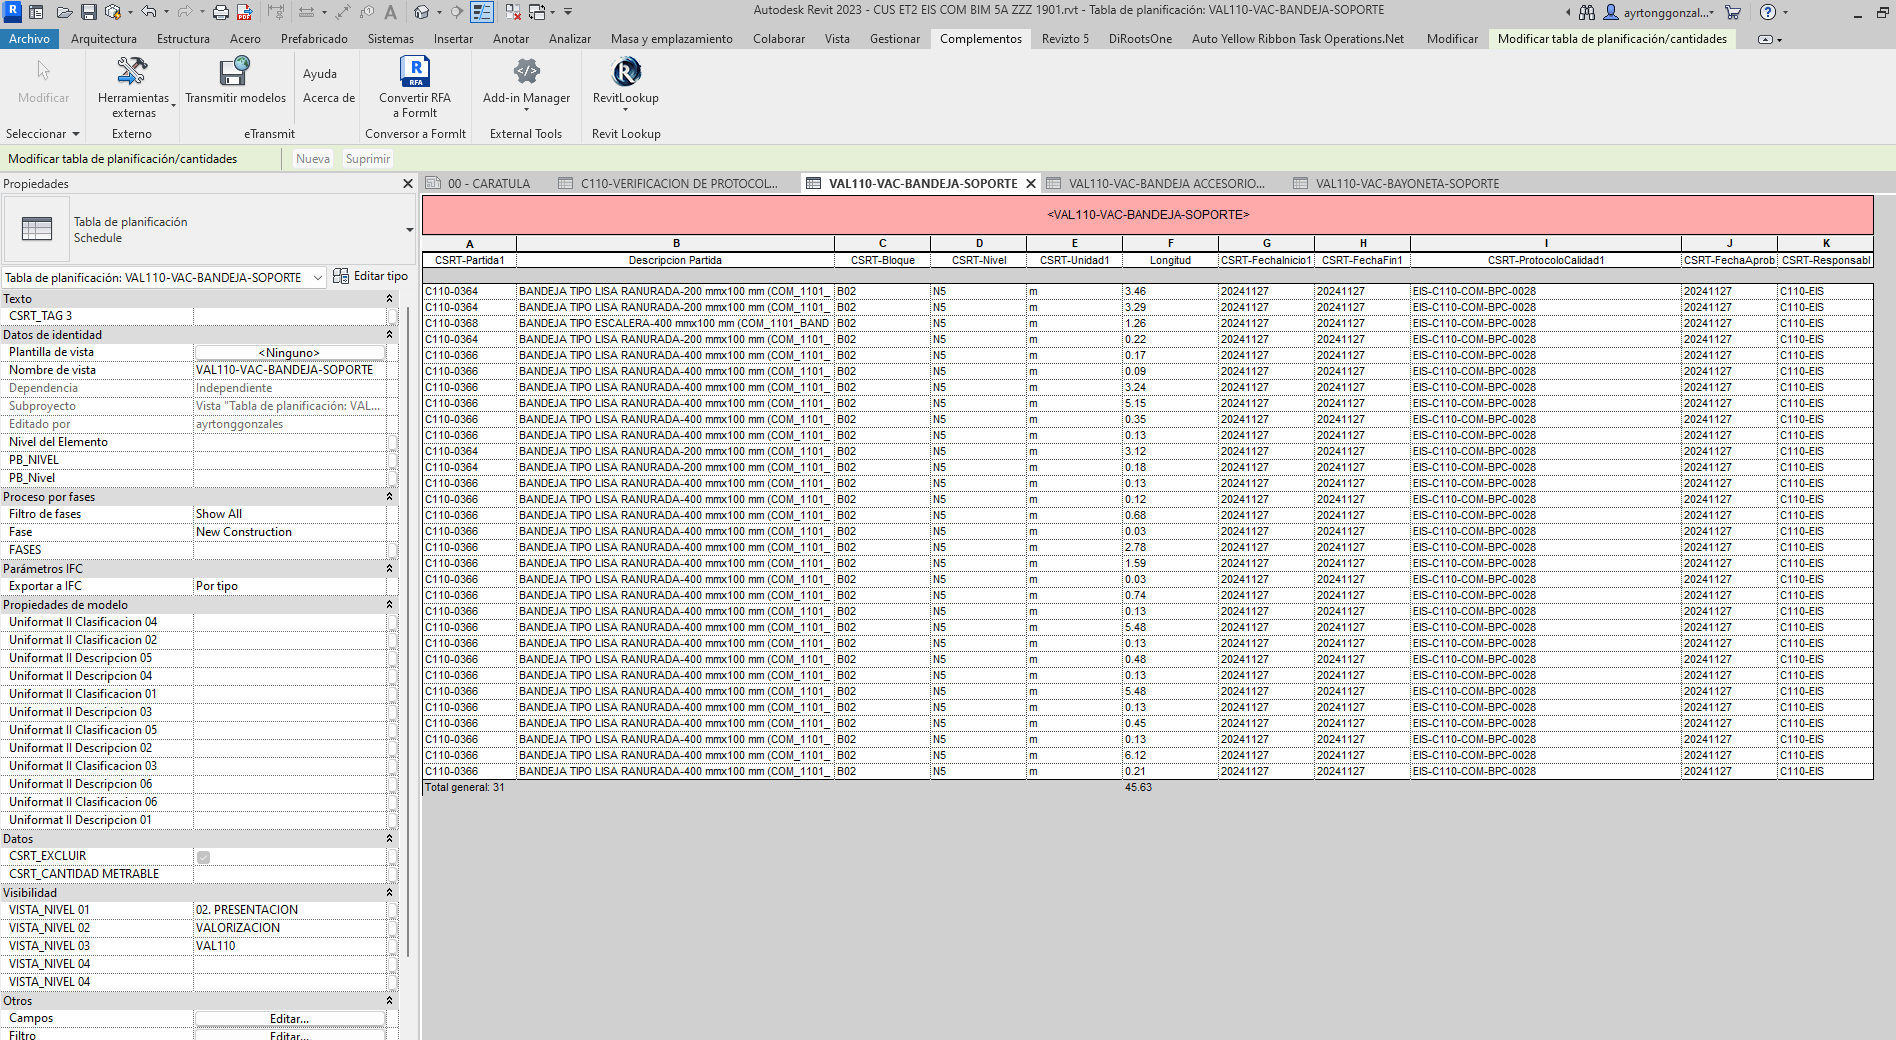 Autodesk Revit 2023 - CUS ET2 EIS COM BIM 5A ZZZ 1901.rvt - Tabla de planificación: VAL110-VAC-BANDEJA-SOPORTE
ayrtonggonzal...
Archivo Arquitectura Estructura Acero Prefabricado Sistemas Insertar Anotar Analizar Masa y emplazamiento Colaborar Vista Gestionar Complementos Revizto 5 DiRootsOne Auto Yellow Ribbon Task Operations.Net Modificar Modificar tabla de planificación/cantidades
Modificar
Herramientas externas
Transmitir modelos
Ayuda
Acerca de
Convertir RFA a FormIt
Add-in Manager
RevitLookup
Seleccionar Externo eTransmit Conversor a FormIt External Tools Revit Lookup
Modificar tabla de planificación/cantidades Nueva Suprimir
Propiedades
00 - CARATULA C110-VERIFICACION DE PROTOCOL... VAL110-VAC-BANDEJA-SOPORTE VAL110-VAC-BANDEJA ACCESORIO... VAL110-VAC-BAYONETA-SOPORTE
Tabla de planificación
Schedule
Tabla de planificación: VAL110-VAC-BANDEJA-SOPORTE Editar tipo
Texto
CSRT_TAG 3
Datos de identidad
Plantilla de vista <Ninguno>
Nombre de vista VAL110-VAC-BANDEJA-SOPORTE
Dependencia Independiente
Subproyecto Vista "Tabla de planificación: VAL...
Editado por ayrtonggonzales
Nivel del Elemento
PB_NIVEL
PB_Nivel
Proceso por fases
Filtro de fases Show All
Fase New Construction
FASES
Parámetros IFC
Exportar a IFC Por tipo
Propiedades de modelo
Uniformat II Clasificacion 04
Uniformat II Clasificacion 02
Uniformat II Descripcion 05
Uniformat II Descripcion 04
Uniformat II Clasificacion 01
Uniformat II Descripcion 03
Uniformat II Clasificacion 05
Uniformat II Descripcion 02
Uniformat II Clasificacion 03
Uniformat II Descripcion 06
Uniformat II Clasificacion 06
Uniformat II Descripcion 01
Datos
CSRT_EXCLUIR
CSRT_CANTIDAD METRABLE
Visibilidad
VISTA_NIVEL 01 02. PRESENTACION
VISTA_NIVEL 02 VALORIZACION
VISTA_NIVEL 03 VAL110
VISTA_NIVEL 04
VISTA_NIVEL 04
Otros
Campos Editar...
Filtro Editar...
<VAL110-VAC-BANDEJA-SOPORTE>
A B C D E F G H I J K
CSRT-Partida1 Descripcion Partida CSRT-Bloque CSRT-Nivel CSRT-Unidad1 Longitud CSRT-FechaInicio1 CSRT-FechaFin1 CSRT-ProtocoloCalidad1 CSRT-FechaAprob CSRT-Responsabl
C110-0364 BANDEJA TIPO LISA RANURADA-200 mmx100 mm (COM_1101_ B02 N5 m 3.46 20241127 20241127 EIS-C110-COM-BPC-0028 20241127 C110-EIS
C110-0364 BANDEJA TIPO LISA RANURADA-200 mmx100 mm (COM_1101_ B02 N5 m 3.29 20241127 20241127 EIS-C110-COM-BPC-0028 20241127 C110-EIS
C110-0368 BANDEJA TIPO ESCALERA-400 mmx100 mm (COM_1101_BAND B02 N5 m 1.26 20241127 20241127 EIS-C110-COM-BPC-0028 20241127 C110-EIS
C110-0364 BANDEJA TIPO LISA RANURADA-200 mmx100 mm (COM_1101_ B02 N5 m 0.22 20241127 20241127 EIS-C110-COM-BPC-0028 20241127 C110-EIS
C110-0366 BANDEJA TIPO LISA RANURADA-400 mmx100 mm (COM_1101_ B02 N5 m 0.17 20241127 20241127 EIS-C110-COM-BPC-0028 20241127 C110-EIS
C110-0366 BANDEJA TIPO LISA RANURADA-400 mmx100 mm (COM_1101_ B02 N5 m 0.09 20241127 20241127 EIS-C110-COM-BPC-0028 20241127 C110-EIS
C110-0366 BANDEJA TIPO LISA RANURADA-400 mmx100 mm (COM_1101_ B02 N5 m 3.24 20241127 20241127 EIS-C110-COM-BPC-0028 20241127 C110-EIS
C110-0366 BANDEJA TIPO LISA RANURADA-400 mmx100 mm (COM_1101_ B02 N5 m 5.15 20241127 20241127 EIS-C110-COM-BPC-0028 20241127 C110-EIS
C110-0366 BANDEJA TIPO LISA RANURADA-400 mmx100 mm (COM_1101_ B02 N5 m 0.35 20241127 20241127 EIS-C110-COM-BPC-0028 20241127 C110-EIS
C110-0366 BANDEJA TIPO LISA RANURADA-400 mmx100 mm (COM_1101_ B02 N5 m 0.13 20241127 20241127 EIS-C110-COM-BPC-0028 20241127 C110-EIS
C110-0364 BANDEJA TIPO LISA RANURADA-200 mmx100 mm (COM_1101_ B02 N5 m 3.12 20241127 20241127 EIS-C110-COM-BPC-0028 20241127 C110-EIS
C110-0364 BANDEJA TIPO LISA RANURADA-200 mmx100 mm (COM_1101_ B02 N5 m 0.18 20241127 20241127 EIS-C110-COM-BPC-0028 20241127 C110-EIS
C110-0366 BANDEJA TIPO LISA RANURADA-400 mmx100 mm (COM_1101_ B02 N5 m 0.13 20241127 20241127 EIS-C110-COM-BPC-0028 20241127 C110-EIS
C110-0366 BANDEJA TIPO LISA RANURADA-400 mmx100 mm (COM_1101_ B02 N5 m 0.12 20241127 20241127 EIS-C110-COM-BPC-0028 20241127 C110-EIS
C110-0366 BANDEJA TIPO LISA RANURADA-400 mmx100 mm (COM_1101_ B02 N5 m 0.68 20241127 20241127 EIS-C110-COM-BPC-0028 20241127 C110-EIS
C110-0366 BANDEJA TIPO LISA RANURADA-400 mmx100 mm (COM_1101_ B02 N5 m 0.03 20241127 20241127 EIS-C110-COM-BPC-0028 20241127 C110-EIS
C110-0366 BANDEJA TIPO LISA RANURADA-400 mmx100 mm (COM_1101_ B02 N5 m 2.78 20241127 20241127 EIS-C110-COM-BPC-0028 20241127 C110-EIS
C110-0366 BANDEJA TIPO LISA RANURADA-400 mmx100 mm (COM_1101_ B02 N5 m 1.59 20241127 20241127 EIS-C110-COM-BPC-0028 20241127 C110-EIS
C110-0366 BANDEJA TIPO LISA RANURADA-400 mmx100 mm (COM_1101_ B02 N5 m 0.03 20241127 20241127 EIS-C110-COM-BPC-0028 20241127 C110-EIS
C110-0366 BANDEJA TIPO LISA RANURADA-400 mmx100 mm (COM_1101_ B02 N5 m 0.74 20241127 20241127 EIS-C110-COM-BPC-0028 20241127 C110-EIS
C110-0366 BANDEJA TIPO LISA RANURADA-400 mmx100 mm (COM_1101_ B02 N5 m 0.13 20241127 20241127 EIS-C110-COM-BPC-0028 20241127 C110-EIS
C110-0366 BANDEJA TIPO LISA RANURADA-400 mmx100 mm (COM_1101_ B02 N5 m 5.48 20241127 20241127 EIS-C110-COM-BPC-0028 20241127 C110-EIS
C110-0366 BANDEJA TIPO LISA RANURADA-400 mmx100 mm (COM_1101_ B02 N5 m 0.13 20241127 20241127 EIS-C110-COM-BPC-0028 20241127 C110-EIS
C110-0366 BANDEJA TIPO LISA RANURADA-400 mmx100 mm (COM_1101_ B02 N5 m 0.48 20241127 20241127 EIS-C110-COM-BPC-0028 20241127 C110-EIS
C110-0366 BANDEJA TIPO LISA RANURADA-400 mmx100 mm (COM_1101_ B02 N5 m 0.13 20241127 20241127 EIS-C110-COM-BPC-0028 20241127 C110-EIS
C110-0366 BANDEJA TIPO LISA RANURADA-400 mmx100 mm (COM_1101_ B02 N5 m 5.48 20241127 20241127 EIS-C110-COM-BPC-0028 20241127 C110-EIS
C110-0366 BANDEJA TIPO LISA RANURADA-400 mmx100 mm (COM_1101_ B02 N5 m 0.13 20241127 20241127 EIS-C110-COM-BPC-0028 20241127 C110-EIS
C110-0366 BANDEJA TIPO LISA RANURADA-400 mmx100 mm (COM_1101_ B02 N5 m 0.45 20241127 20241127 EIS-C110-COM-BPC-0028 20241127 C110-EIS
C110-0366 BANDEJA TIPO LISA RANURADA-400 mmx100 mm (COM_1101_ B02 N5 m 0.13 20241127 20241127 EIS-C110-COM-BPC-0028 20241127 C110-EIS
C110-0366 BANDEJA TIPO LISA RANURADA-400 mmx100 mm (COM_1101_ B02 N5 m 6.12 20241127 20241127 EIS-C110-COM-BPC-0028 20241127 C110-EIS
C110-0366 BANDEJA TIPO LISA RANURADA-400 mmx100 mm (COM_1101_ B02 N5 m 0.21 20241127 20241127 EIS-C110-COM-BPC-0028 20241127 C110-EIS
Total general: 31 45.63